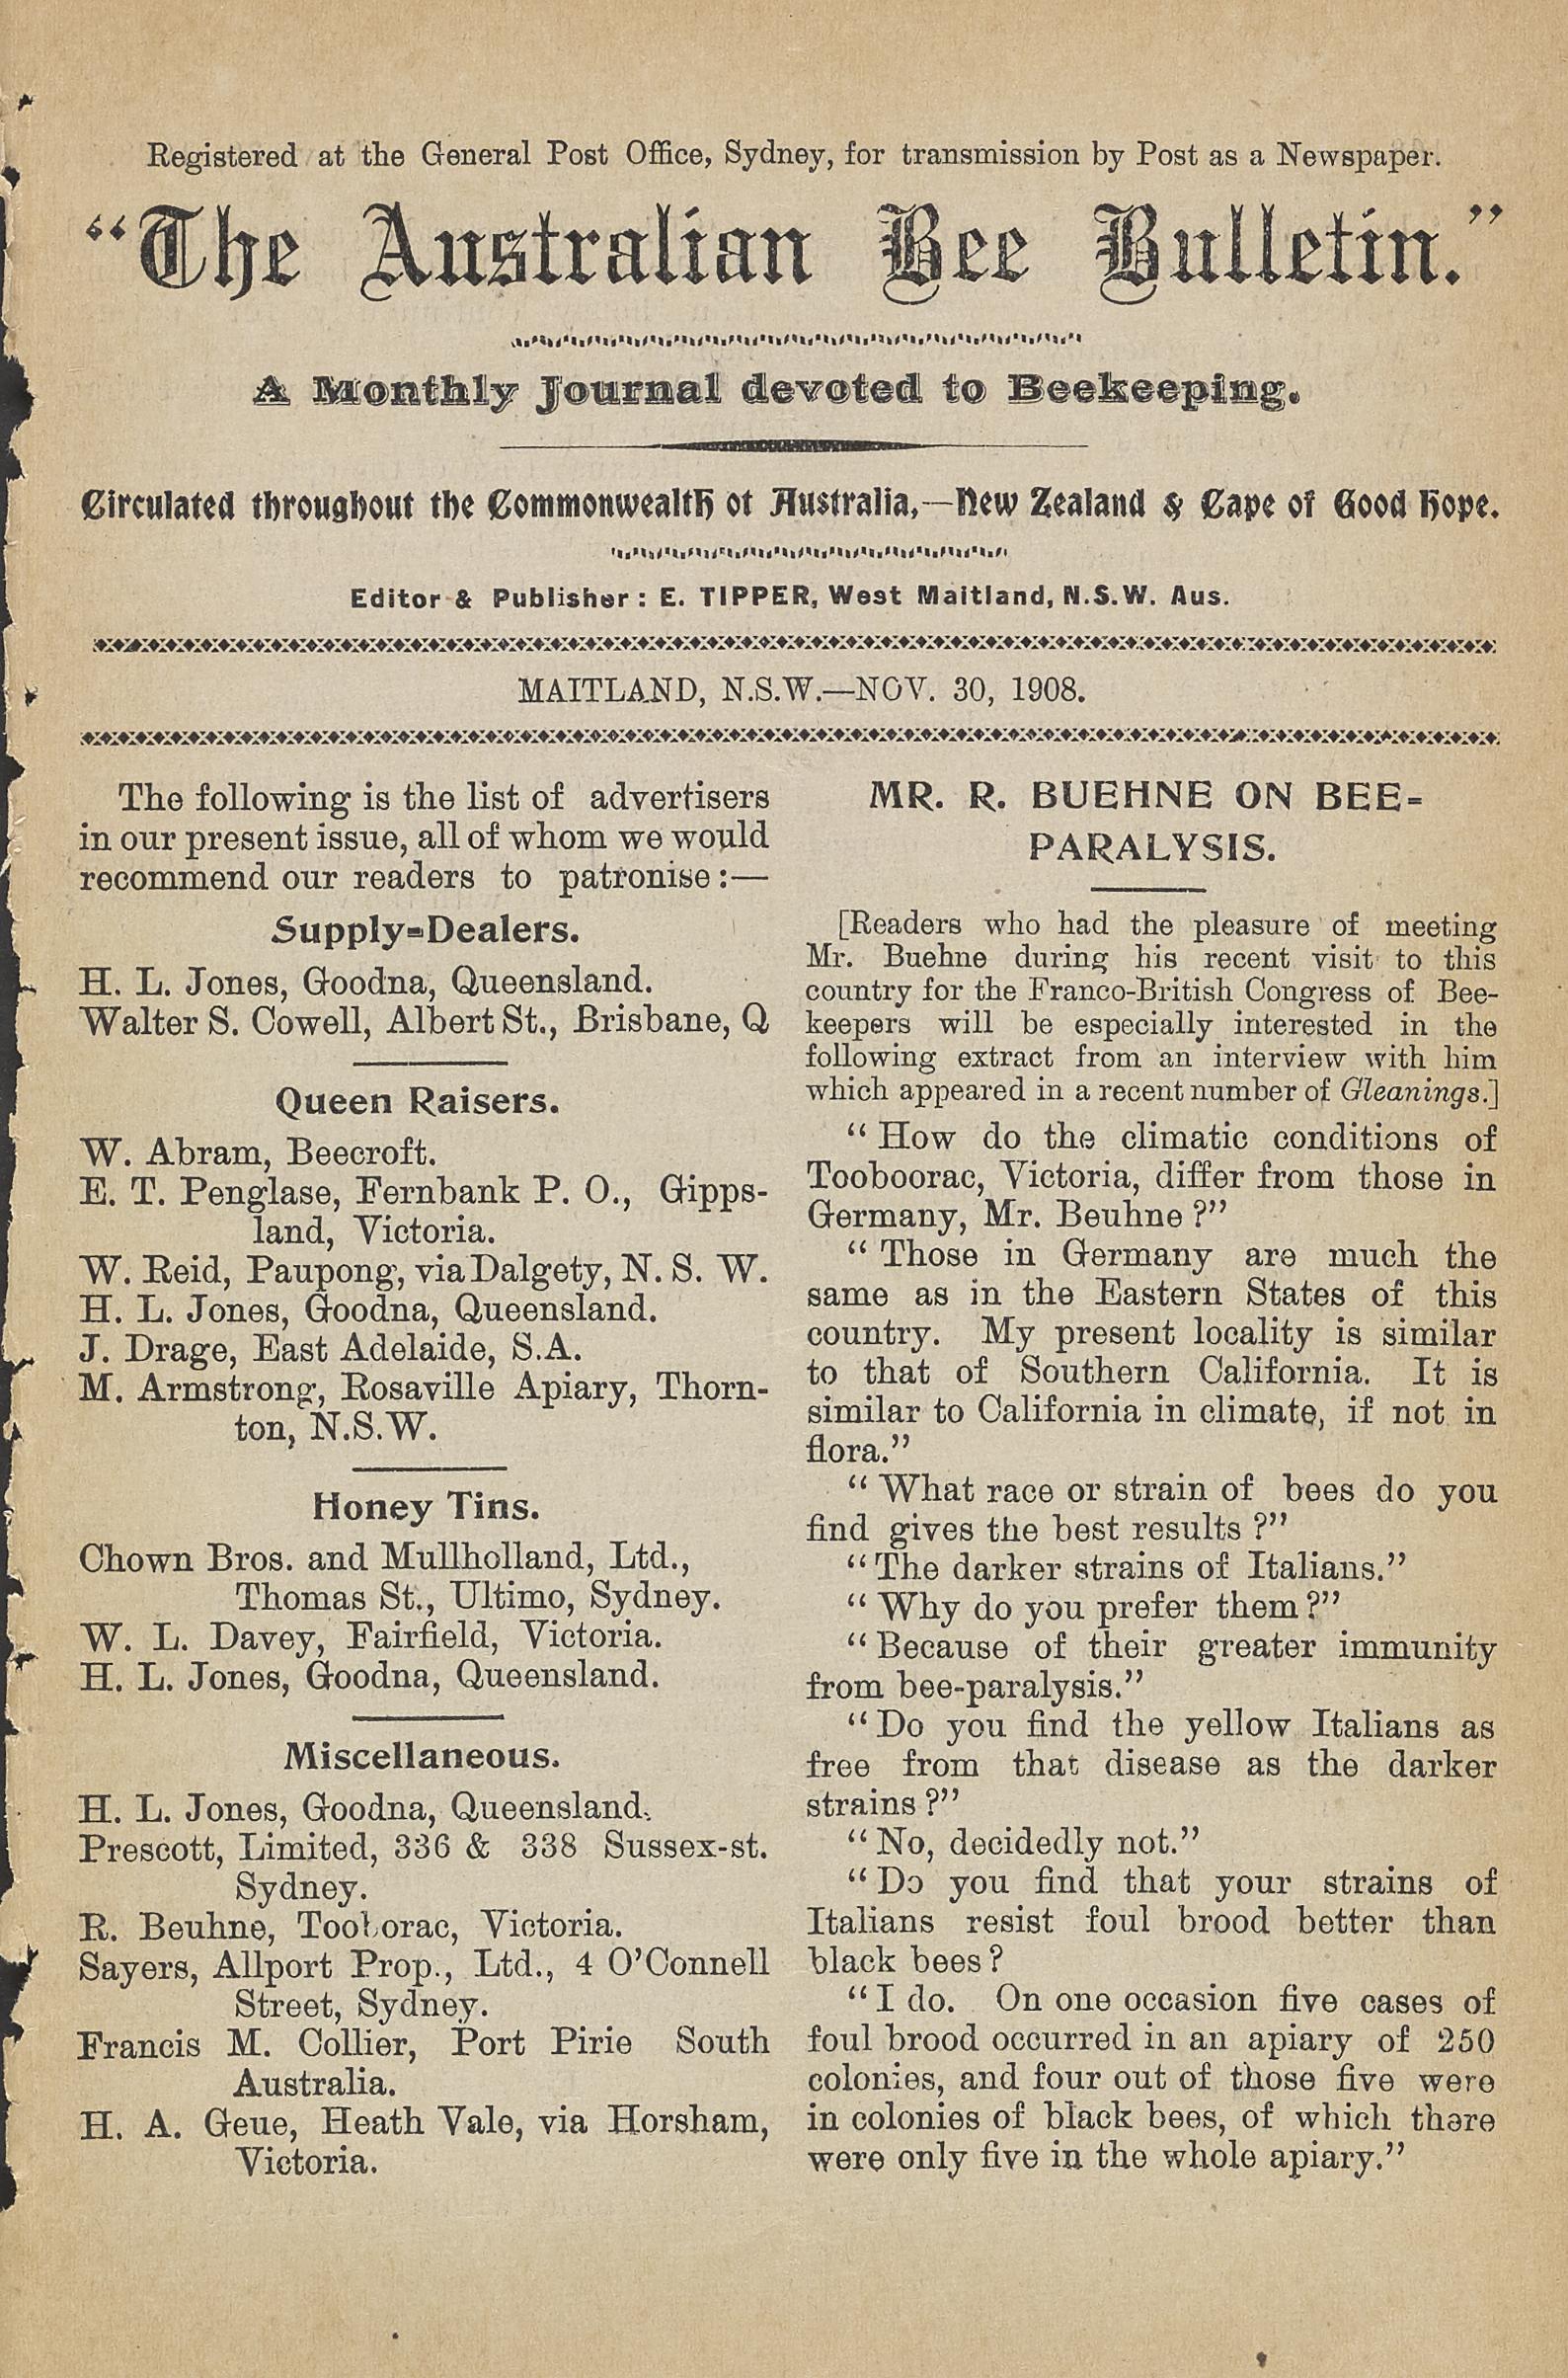 Registered at the General Post Office, Sydney, for transmission by Post as a Newspaper.
“The Australian Bee Bulletin.”
A Monthly Journal devoted to Beekeeping.
Circulated throughout the Commonwealth ot Australia,—New Zealand & Cape of Good Hope.
Editor & Publisher: E. TIPPER, West Maitland, N.S.W. Aus.
MAITLAND, N.S.W.—NOV. 30, 1908.
The following is the list of advertisers
in our present issue, all of whom we would
recommend our readers to patronise:—
Supply-Dealers.
H. L. Jones, Goodna, Queensland.
Walter S. Cowell, Albert St., Brisbane, Q
Queen Raisers.
W. Abram, Beecroft.
E. T. Penglase, Fernbank P. O., Gipps-
land, Victoria.
W. Reid, Paupong, via Dalgety, N. S. W.
H. L. Jones, Goodna, Queensland.
J. Drage, East Adelaide, S.A.
M. Armstrong, Rosaville Apiary, Thorn-
ton, N.S.W.
Honey Tins.
Chown Bros. and Mullholland, Ltd.,
Thomas St., Ultimo, Sydney.
W. L. Davey, Fairfield, Victoria.
H. L. Jones, Goodna, Queensland.
Miscellaneous.
H. L. Jones, Goodna, Queensland.
Prescott, Limited, 336 & 338 Sussex-st.
Sydney.
R. Beuhne, Tooborac, Victoria.
Sayers, Allport Prop., Ltd., 4 O’Connell
Street, Sydney.
Francis M. Collier, Port Pirie South
Australia.
H. A. Geue, Heath Vale, via Horsham,
Victoria.
MR. R. BUEHNE ON BEE-
PARALYSIS.
[Readers who had the pleasure of meeting
Mr. Buehne during his recent visit to this
country for the Franco-British Congress of Bee-
keepers will be especially interested in the
following extract from an interview with him
which appeared in a recent number of Gleanings.]
“How do the climatic conditions of
Tooboorac, Victoria, differ from those in
Germany, Mr. Beuhne?”
“Those in Germany are much the
same as in the Eastern States of this
country. My present locality is similar
to that of Southern California. It is
similar to California in climate, if not in
flora.”
“What race or strain of bees do you
find gives the best results?”
“The darker strains of Italians.”
“Why do you prefer them?”
“Because of their greater immunity
from bee-paralysis.”
“Do you find the yellow Italians as
free from that disease as the darker
strains?”
“No, decidedly not.”
“Do you find that your strains of
Italians resist foul brood better than
black bees?
“I do. On one occasion five cases of
foul brood occurred in an apiary of 250
colonies, and four out of those five were
in colonies of black bees, of which there
were only five in the whole apiary.”